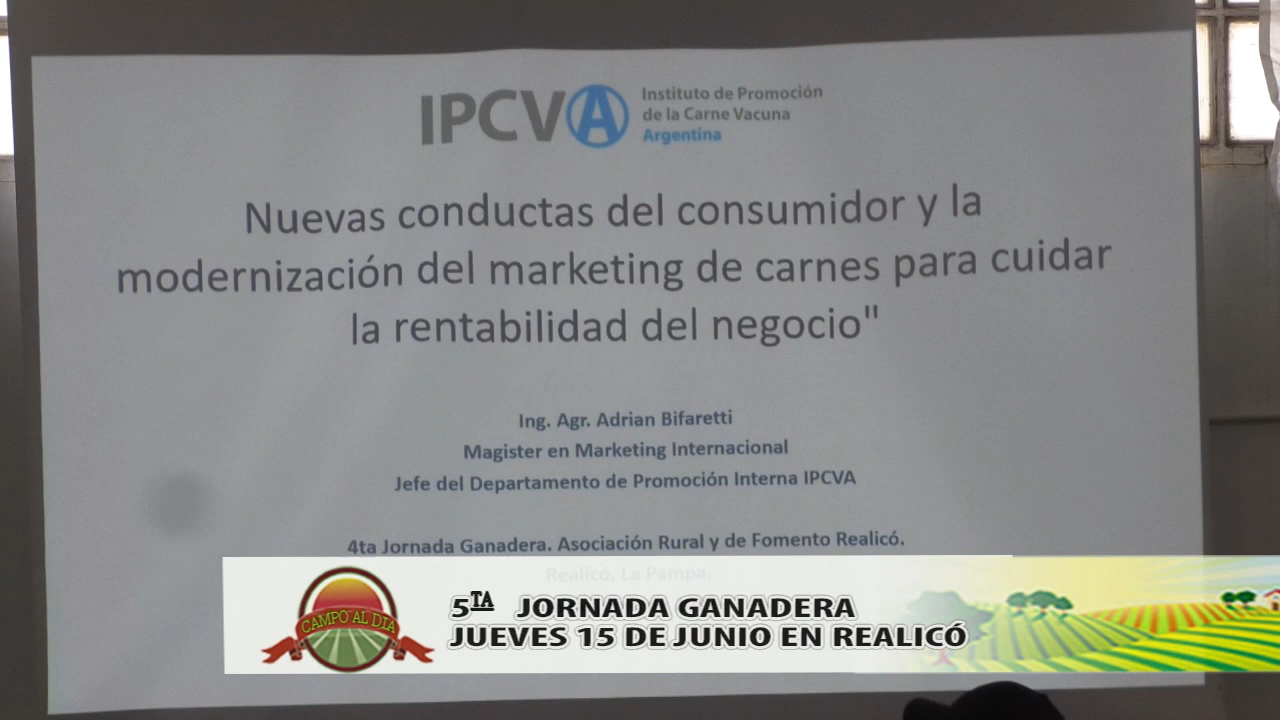 IPCVA
Instituto de Promoción
de la Carne Vacuna
Argentina
Nuevas conductas del consumidor y la
modernización del marketing de carnes para cuidar
la rentabilidad del negocio"
Ing. Agr. Adrian Bifaretti
Magister en Marketing Internacional
Jefe del Departamento de Promoción Interna IPCVA
4ta Jornada Ganadera. Asociación Rural y de Fomento Realicó.
Realicó. La Pampa.
CAMPO AL DIA
5TA JORNADA GANADERA
JUEVES 15 DE JUNIO EN REALICÓ